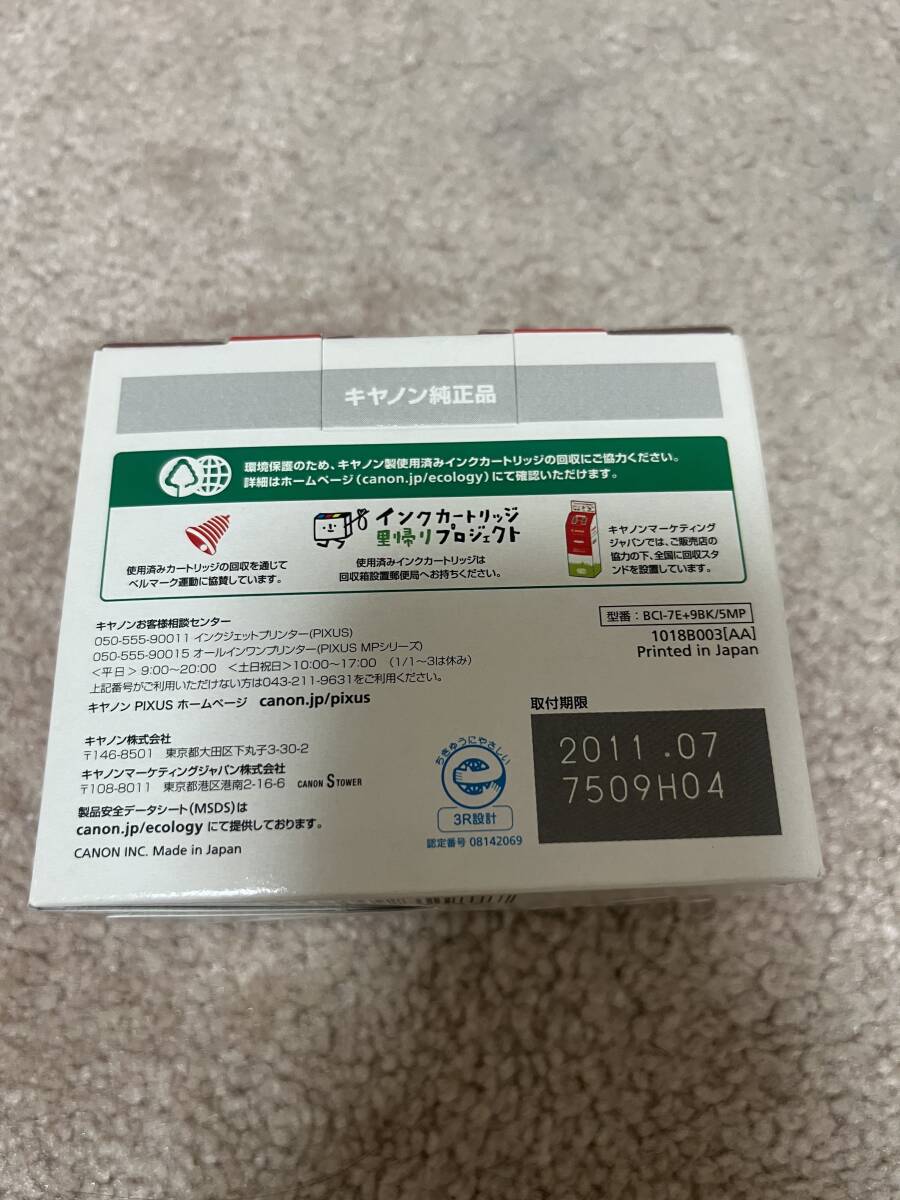 キヤノン純正品
環境保護のため、キヤノン製使用済みインクカートリッジの回収にご協力ください。
詳細はホームページ（canon.jp/ecology）にて確認いただけます。
使用済みカートリッジの回収を通じて
ベルマーク運動に協賛しています。
インクカートリッジ
里帰りプロジェクト
使用済みインクカートリッジは
回収箱設置郵便局へお持ちください。
キヤノンマーケティング
ジャパンでは、ご販売店の
協力の下、全国に回収スタ
ンドを設置しています。
キヤノンお客様相談センター
050-555-90011 インクジェットプリンター(PIXUS)
050-555-90015 オールインワンプリンター(PIXUS MPシリーズ)
＜平日＞9:00～20:00 ＜土日祝日＞10:00～17:00 （1/1～3は休み）
上記番号がご利用いただけない方は043-211-9631をご利用ください。
キヤノン PIXUS ホームページ canon.jp/pixus
型番：BCI-7E+9BK/5MP
1018B003[AA]
Printed in Japan
取付期限
2011.07
7509H04
キヤノン株式会社
〒146-8501 東京都大田区下丸子3-30-2
キヤノンマーケティングジャパン株式会社
〒108-8011 東京都港区港南2-16-6 CANON S TOWER
製品安全データシート(MSDS)は
canon.jp/ecology にて提供しております。
CANON INC. Made in Japan
ちきゅうにやさしい
3R設計
認定番号 08142069